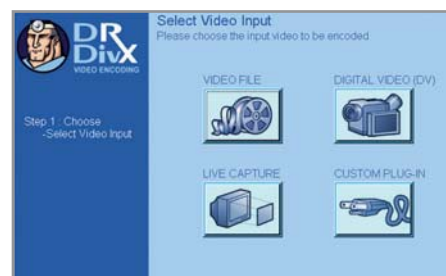 DR
DivX
VIDEO ENCODING
Step 1 : Choose
-Select Video Input
Select Video Input
Please choose the input video to be encoded
VIDEO FILE
DIGITAL VIDEO (DV)
LIVE CAPTURE
CUSTOM PLUG-IN